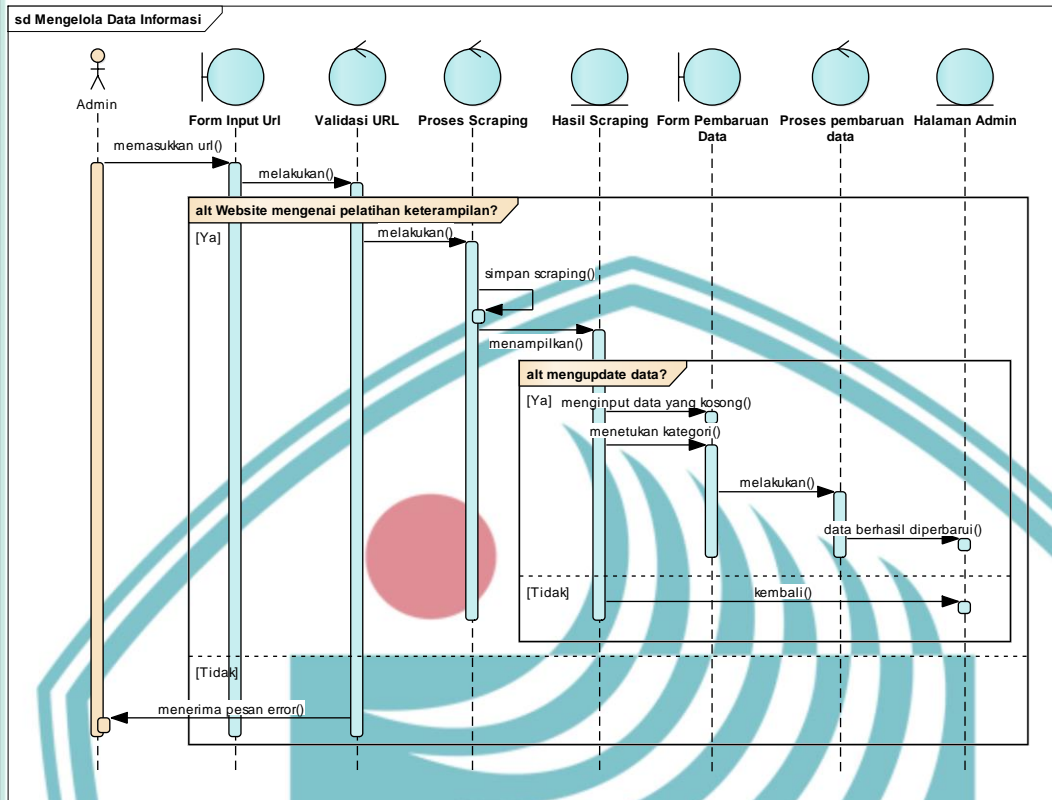 sd Mengelola Data Informasi
Admin
Form Input Url
Validasi URL
Proses Scraping
Hasil Scraping
Form Pembaruan
Data
Proses pembaruan
data
Halaman Admin
memasukkan url()
melakukan()
alt Website mengenai pelatihan keterampilan?
[Ya]
melakukan()
simpan scraping()
menampilkan()
alt mengupdate data?
[Ya]
menginput data yang kosong()
menetukan kategori()
melakukan()
data berhasil diperbarui()
[Tidak]
kembali()
[Tidak]
menerima pesan error()